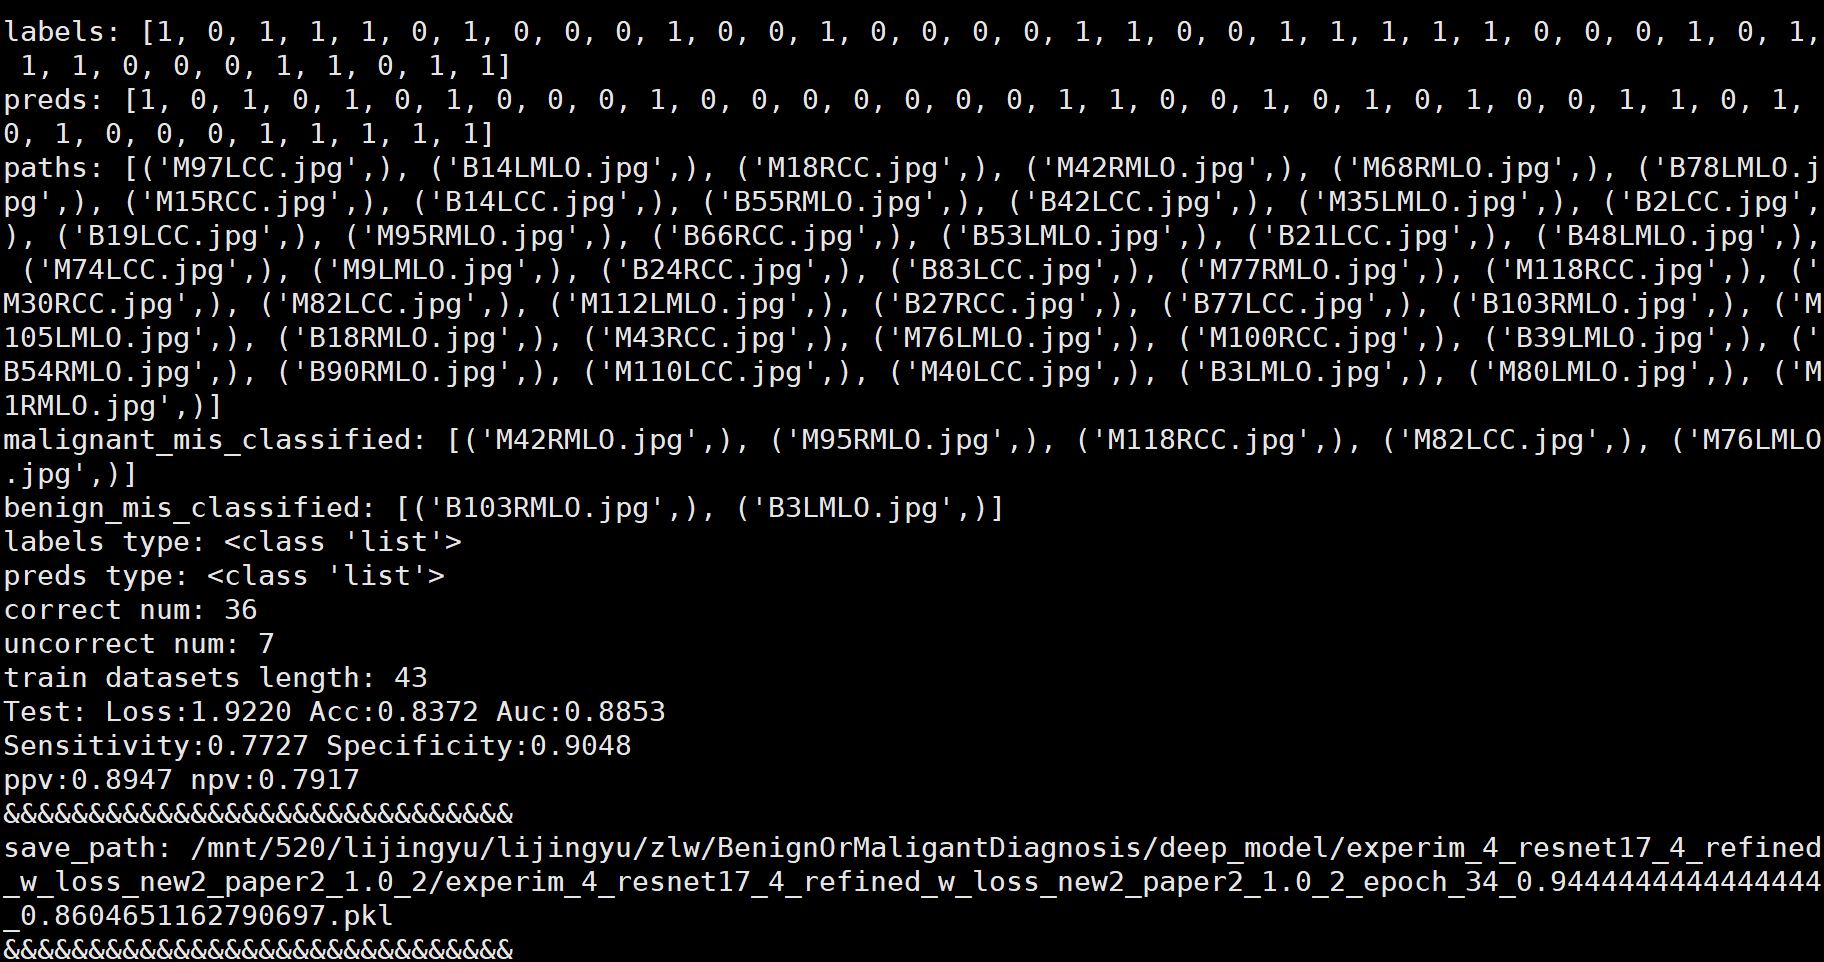 labels: [1, 0, 1, 1, 1, 0, 1, 0, 0, 0, 1, 0, 0, 1, 0, 0, 0, 0, 1, 1, 0, 0, 1, 1, 1, 1, 1, 0, 0, 0, 1, 0, 1,
 1, 1, 0, 0, 0, 1, 1, 0, 1, 1]
preds: [1, 0, 1, 0, 1, 0, 1, 0, 0, 0, 1, 0, 0, 0, 0, 0, 0, 0, 1, 1, 0, 0, 1, 0, 1, 0, 1, 0, 0, 1, 1, 0, 1,
0, 1, 0, 0, 0, 1, 1, 1, 1, 1]
paths: [('M97LCC.jpg',), ('B14LMLO.jpg',), ('M18RCC.jpg',), ('M42RMLO.jpg',), ('M68RMLO.jpg',), ('B78LMLO.j
pg',), ('M15RCC.jpg',), ('B14LCC.jpg',), ('B55RMLO.jpg',), ('B42LCC.jpg',), ('M35LMLO.jpg',), ('B2LCC.jpg',
), ('B19LCC.jpg',), ('M95RMLO.jpg',), ('B66RCC.jpg',), ('B53LMLO.jpg',), ('B21LCC.jpg',), ('B48LMLO.jpg',),
 ('M74LCC.jpg',), ('M9LMLO.jpg',), ('B24RCC.jpg',), ('B83LCC.jpg',), ('M77RMLO.jpg',), ('M118RCC.jpg',), ('
M30RCC.jpg',), ('M82LCC.jpg',), ('M112LMLO.jpg',), ('B27RCC.jpg',), ('B77LCC.jpg',), ('B103RMLO.jpg',), ('M
105LMLO.jpg',), ('B18RMLO.jpg',), ('M43RCC.jpg',), ('M76LMLO.jpg',), ('M100RCC.jpg',), ('B39LMLO.jpg',), ('
B54RMLO.jpg',), ('B90RMLO.jpg',), ('M110LCC.jpg',), ('M40LCC.jpg',), ('B3LMLO.jpg',), ('M80LMLO.jpg',), ('M
1RMLO.jpg',)]
malignant_mis_classified: [('M42RMLO.jpg',), ('M95RMLO.jpg',), ('M118RCC.jpg',), ('M82LCC.jpg',), ('M76LMLO
.jpg',)]
benign_mis_classified: [('B103RMLO.jpg',), ('B3LMLO.jpg',)]
labels type: <class 'list'>
preds type: <class 'list'>
correct num: 36
uncorrect num: 7
train datasets length: 43
Test: Loss:1.9220 Acc:0.8372 Auc:0.8853
Sensitivity:0.7727 Specificity:0.9048
ppv:0.8947 npv:0.7917
&&&&&&&&&&&&&&&&&&&&&&&&&&&&&&
save_path: /mnt/520/lijingyu/lijingyu/zlw/BenignOrMaligantDiagnosis/deep_model/experim_4_resnet17_4_refined
_w_loss_new2_paper2_1.0_2/experim_4_resnet17_4_refined_w_loss_new2_paper2_1.0_2_epoch_34_0.9444444444444444
_0.8604651162790697.pkl
&&&&&&&&&&&&&&&&&&&&&&&&&&&&&&